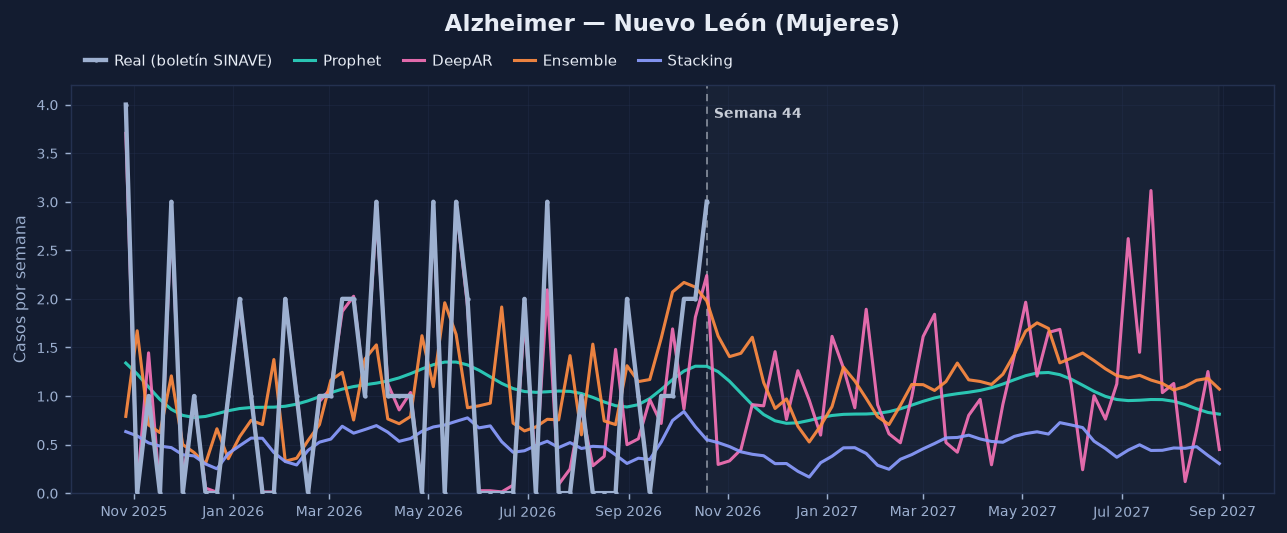 Alzheimer — Nuevo León (Mujeres)
Real (boletín SINAVE) Prophet DeepAR Ensemble Stacking
Semana 44
Casos por semana
4.0
3.5
3.0
2.5
2.0
1.5
1.0
0.5
0.0
Nov 2025 Jan 2026 Mar 2026 May 2026 Jul 2026 Sep 2026 Nov 2026 Jan 2027 Mar 2027 May 2027 Jul 2027 Sep 2027